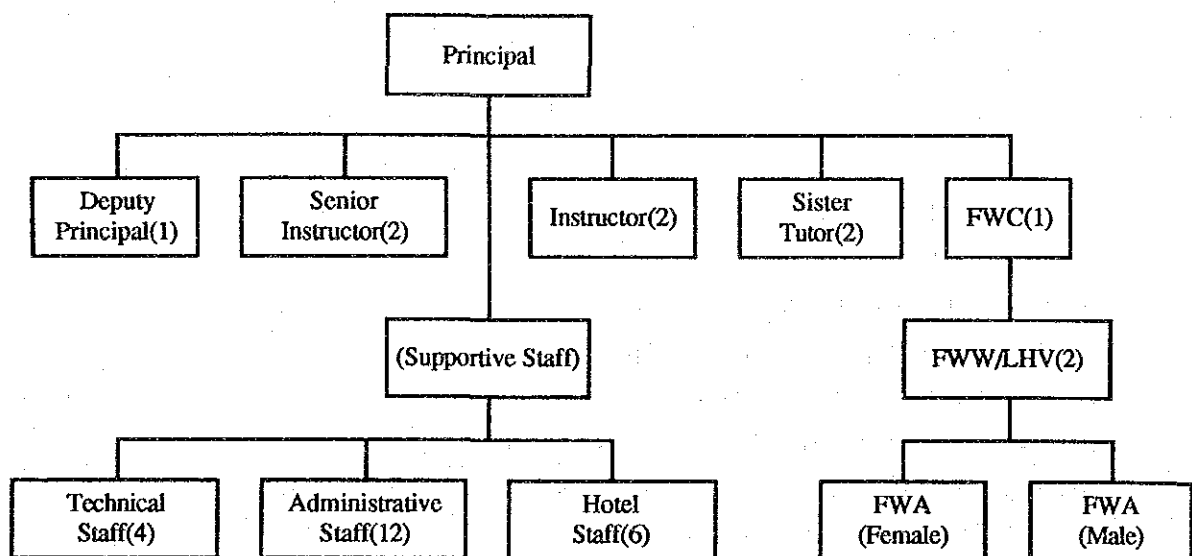 Principal
Deputy
Principal(1)
Senior
Instructor(2)
Instructor(2)
Sister
Tutor(2)
FWC(1)
(Supportive Staff)
FWW/LHV(2)
Technical
Staff(4)
Administrative
Staff(12)
Hotel
Staff(6)
FWA
(Female)
FWA
(Male)